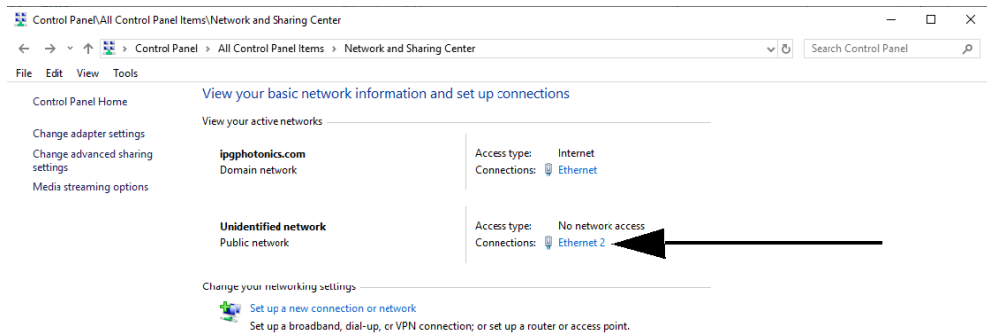 Control Panel\All Control Panel Items\Network and Sharing Center
Control Panel > All Control Panel Items > Network and Sharing Center
Search Control Panel
File Edit View Tools
Control Panel Home
Change adapter settings
Change advanced sharing
settings
Media streaming options
View your basic network information and set up connections
View your active networks
ipgphotonics.com
Domain network
Access type: Internet
Connections: Ethernet
Unidentified network
Public network
Access type: No network access
Connections: Ethernet 2
Change your networking settings
Set up a new connection or network
Set up a broadband, dial-up, or VPN connection; or set up a router or access point.